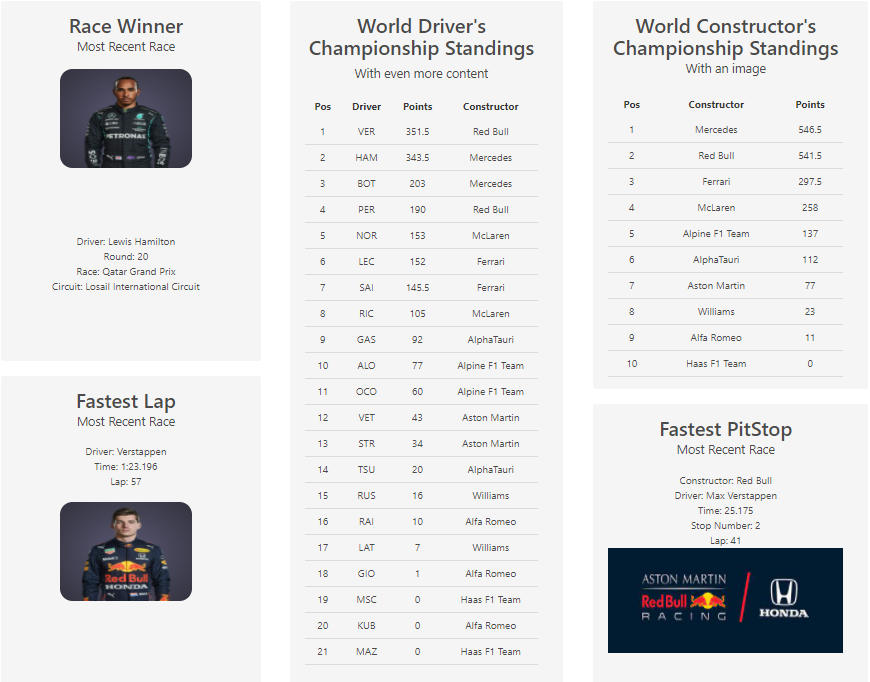 Race Winner
Most Recent Race
PETRONAS
INEOS
Driver: Lewis Hamilton
Round: 20
Race: Qatar Grand Prix
Circuit: Losail International Circuit
Fastest Lap
Most Recent Race
Driver: Verstappen
Time: 1:23.196
Lap: 57
Red Bull
HONDA
World Driver's
Championship Standings
With even more content
Pos Driver Points Constructor
1 VER 351.5 Red Bull
2 HAM 343.5 Mercedes
3 BOT 203 Mercedes
4 PER 190 Red Bull
5 NOR 153 McLaren
6 LEC 152 Ferrari
7 SAI 145.5 Ferrari
8 RIC 105 McLaren
9 GAS 92 AlphaTauri
10 ALO 77 Alpine F1 Team
11 OCO 60 Alpine F1 Team
12 VET 43 Aston Martin
13 STR 34 Aston Martin
14 TSU 20 AlphaTauri
15 RUS 16 Williams
16 RAI 10 Alfa Romeo
17 LAT 7 Williams
18 GIO 1 Alfa Romeo
19 MSC 0 Haas F1 Team
20 KUB 0 Alfa Romeo
21 MAZ 0 Haas F1 Team
World Constructor's
Championship Standings
With an image
Pos Constructor Points
1 Mercedes 546.5
2 Red Bull 541.5
3 Ferrari 297.5
4 McLaren 258
5 Alpine F1 Team 137
6 AlphaTauri 112
7 Aston Martin 77
8 Williams 23
9 Alfa Romeo 11
10 Haas F1 Team 0
Fastest PitStop
Most Recent Race
Constructor: Red Bull
Driver: Max Verstappen
Time: 25.175
Stop Number: 2
Lap: 41
ASTON MARTIN
Red Bull
RACING
HONDA